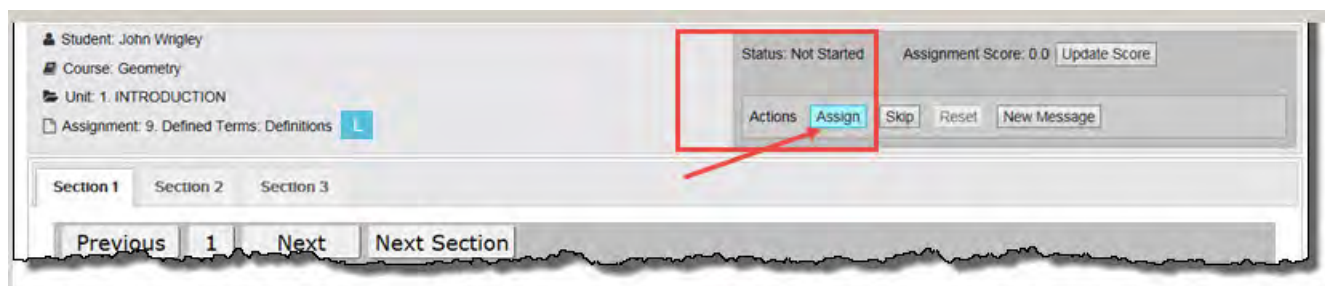 Student: John Wrigley
Course: Geometry
Unit: 1. INTRODUCTION
Assignment: 9. Defined Terms: Definitions L
Status: Not Started Assignment Score: 0.0 Update Score
Actions Assign Skip Reset New Message
Section 1 Section 2 Section 3
Previous 1 Next Next Section